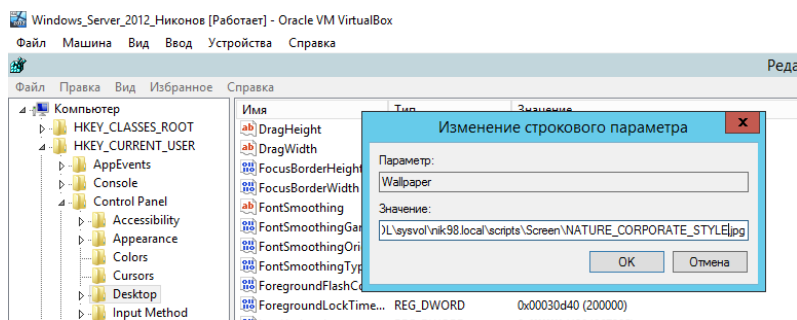 Windows_Server_2012_Никонов [Работает] - Oracle VM VirtualBox
Файл Машина Вид Ввод Устройства Справка
Реда
Файл Правка Вид Избранное Справка
Компьютер
HKEY_CLASSES_ROOT
HKEY_CURRENT_USER
AppEvents
Console
Control Panel
Accessibility
Appearance
Colors
Cursors
Desktop
Input Method
Имя Тип Значение
DragHeight
DragWidth
FocusBorderHeight
FocusBorderWidth
FontSmoothing
FontSmoothingGar
FontSmoothingOri
FontSmoothingTyp
ForegroundFlashCo
ForegroundLockTime... REG_DWORD 0x00030d40 (200000)
Изменение строкового параметра
x
Параметр:
Wallpaper
Значение:
OL\sysvol\nik98.local\scripts\Screen\NATURE_CORPORATE_STYLE.jpg
OK Отмена